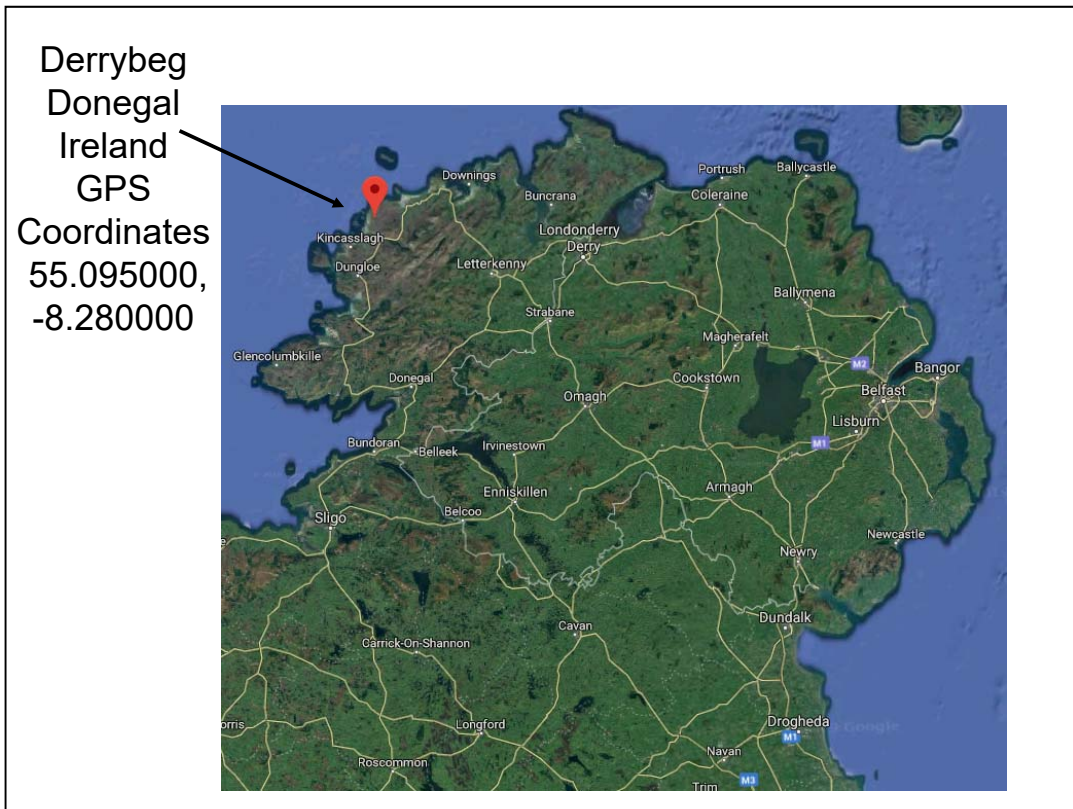 Derrybeg
Donegal
Ireland
GPS
Coordinates
55.095000,
-8.280000
Ballycastle
Portrush
Downings
Coleraine
Buncrana
Londonderry
Derry
Kincasslagh
Letterkenny
Dungloe
Ballymena
Strabane
Magherafelt
Glencolumbkille
M2
Bangor
Donegal
Cookstown
Belfast
Omagh
Lisburn
Bundoran
Belleek
Irvinestown
M1
Armagh
Enniskillen
Belcoo
Sligo
Newcastle
Newry
Dundalk
Cavan
Carrick-On-Shannon
orris
Longford
Drogheda
Google
M1
Navan
Roscommon
M3
Trim